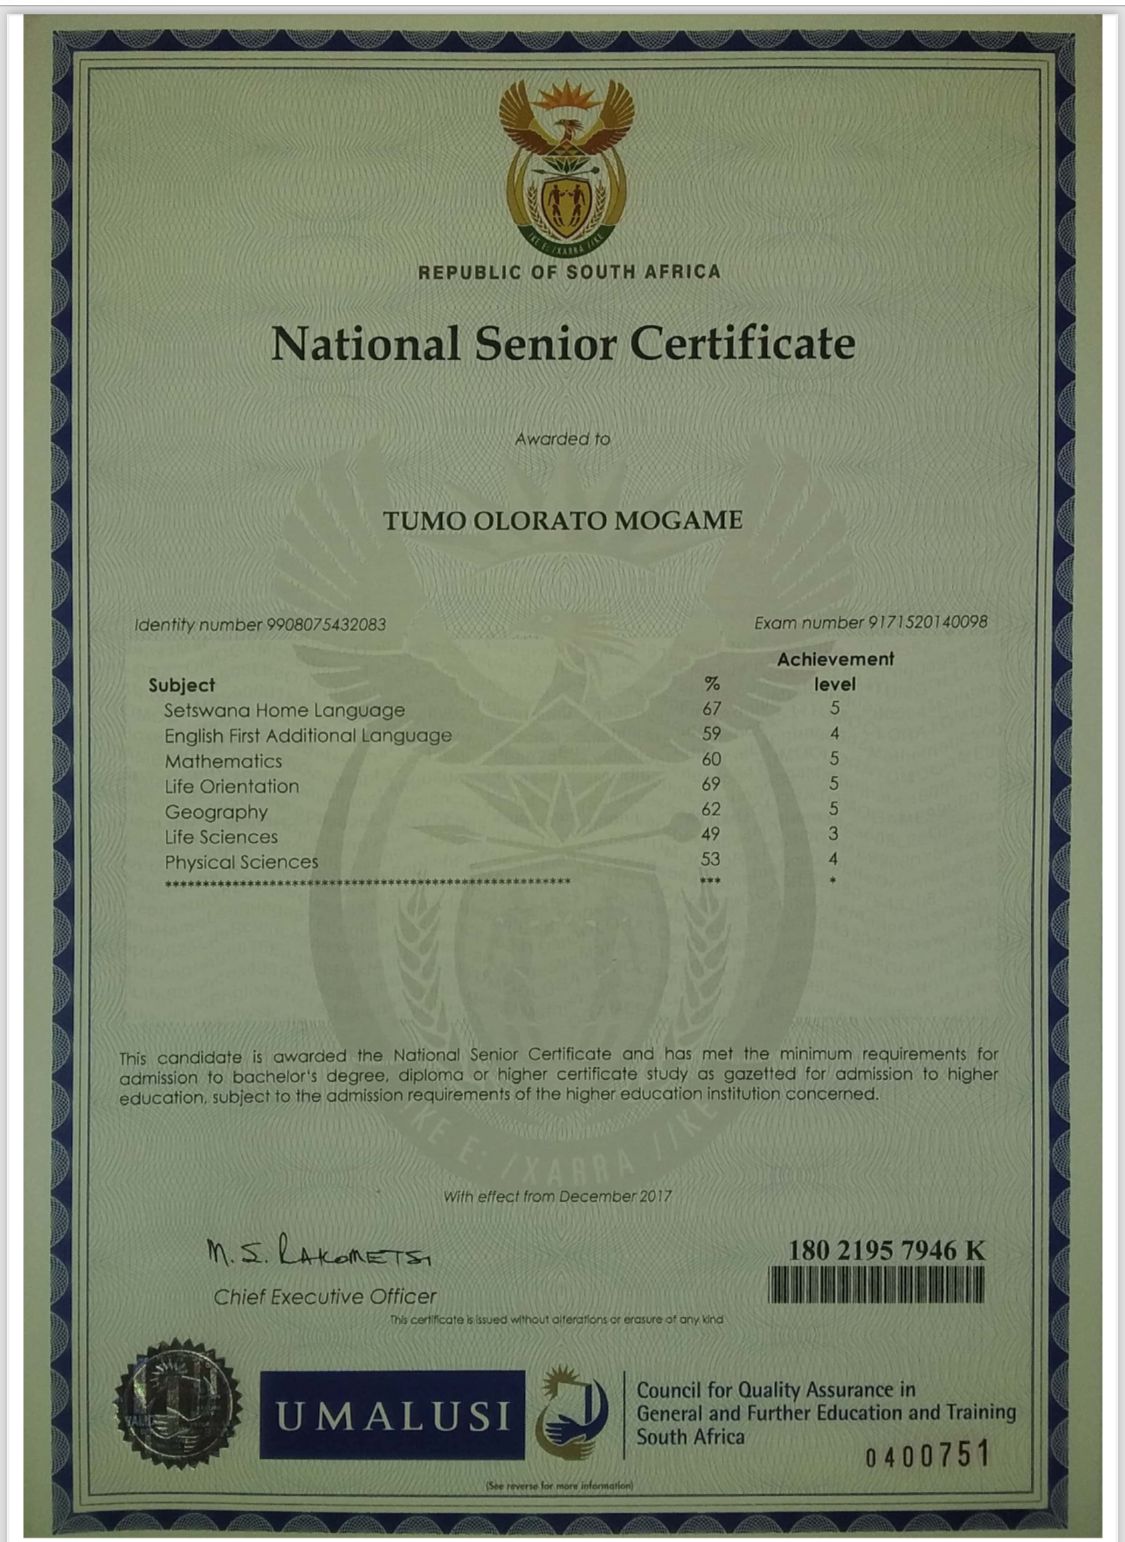 REPUBLIC OF SOUTH AFRICA
National Senior Certificate
Awarded to
TUMO OLORATO MOGAME
Identity number 9908075432083 Exam number 9171520140098
Subject % Achievement level
Setswana Home Language 67 5
English First Additional Language 59 4
Mathematics 60 5
Life Orientation 69 5
Geography 62 5
Life Sciences 49 3
Physical Sciences 53 4
******************************************************** *** *
This candidate is awarded the National Senior Certificate and has met the minimum requirements for
admission to bachelor's degree, diploma or higher certificate study as gazetted for admission to higher
education, subject to the admission requirements of the higher education institution concerned.
!KE E: /XARRA //KE
With effect from December 2017
M. S. RAKOMETSI
180 2195 7946 K
Chief Executive Officer
This certificate is issued without alterations or erasure of any kind
UMALUSI
Council for Quality Assurance in
General and Further Education and Training
South Africa
0400751
(See reverse for more information)